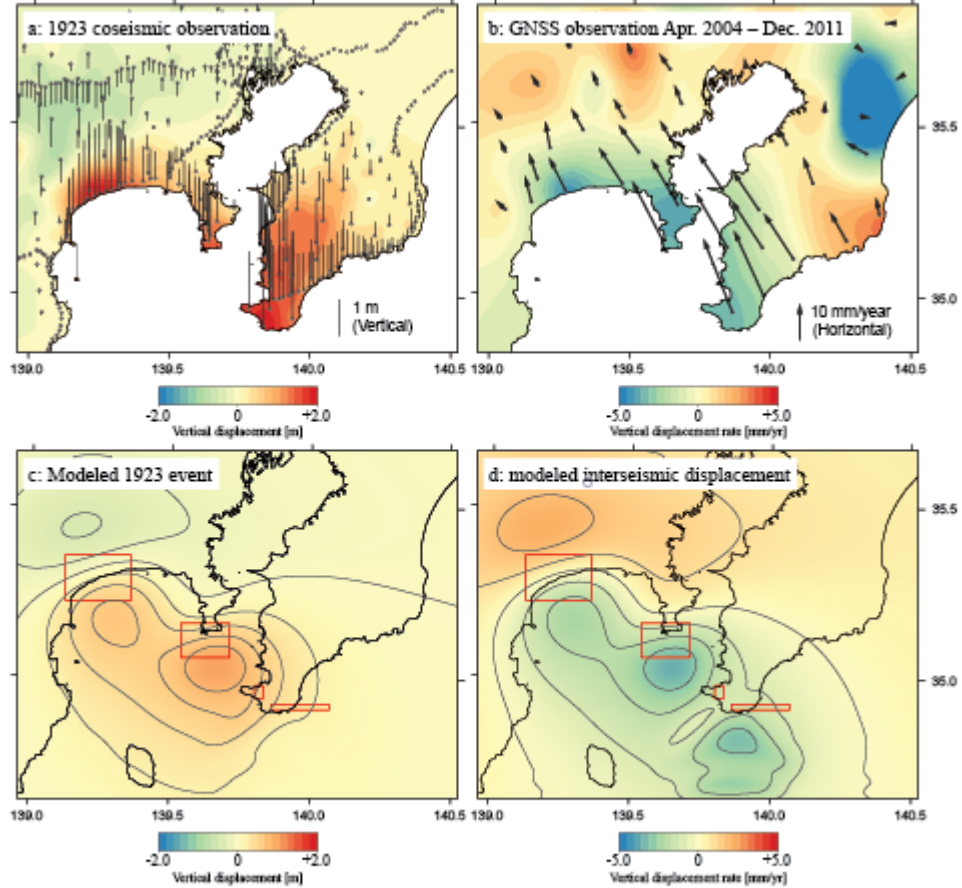 a: 1923 coseismic observation
b: GNSS observation Apr. 2004 – Dec. 2011
35.5
35.0
1 m
(Vertical)
10 mm/year
(Horizontal)
139.0 139.5 140.0 140.5
139.0 139.5 140.0 140.5
-2.0 0 +2.0
Vertical displacement [m]
-5.0 0 +5.0
Vertical displacement rate [mm/yr]
c: Modeled 1923 event
d: modeled interseismic displacement
35.5
35.0
139.0 139.5 140.0 140.5
139.0 139.5 140.0 140.5
-2.0 0 +2.0
Vertical displacement [m]
-5.0 0 +5.0
Vertical displacement rate [mm/yr]